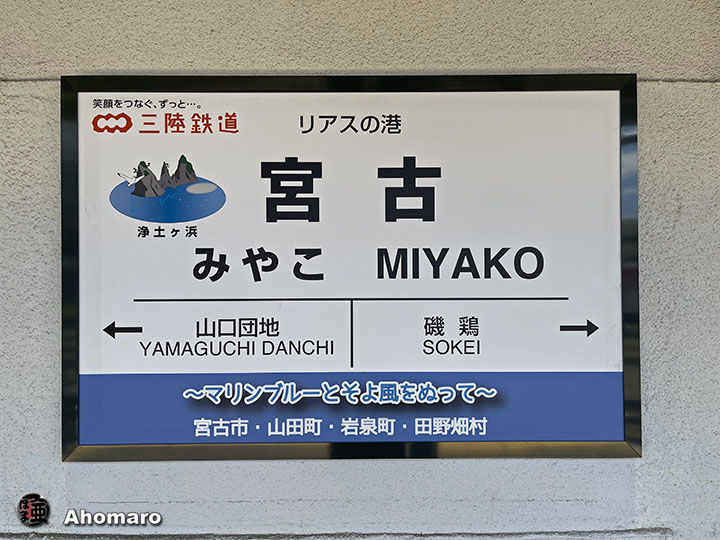 笑顔をつなぐ、ずっと…。
三陸鉄道
リアスの港
宮古
浄土ヶ浜
みやこ MIYAKO
← 山口団地 磯鶏 →
YAMAGUCHI DANCHI SOKEI
～マリンブルーとそよ風をぬって～
宮古市・山田町・岩泉町・田野畑村
Ahomaro